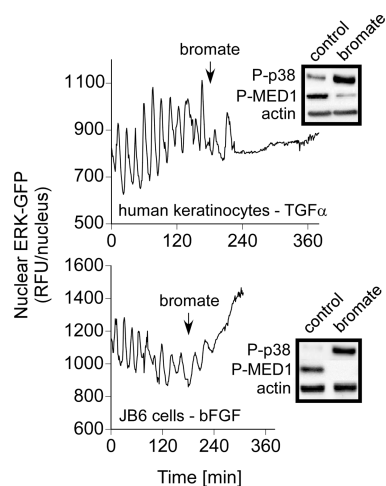 bromate
control
bromate
P-p38
P-MED1
actin
1100
900
700
500
human keratinocytes - TGFα
0
120
240
360
Nuclear ERK-GFP
(RFU/nucleus)
bromate
control
bromate
P-p38
P-MED1
actin
1400
1200
1000
800
600
JB6 cells - bFGF
0
120
240
360
Time [min]